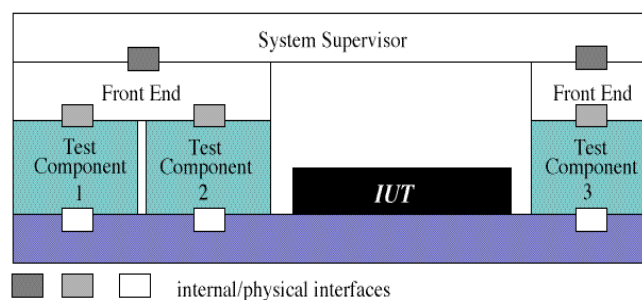 System Supervisor
Front End
Front End
Test
Component
1
Test
Component
2
IUT
Test
Component
3
internal/physical interfaces